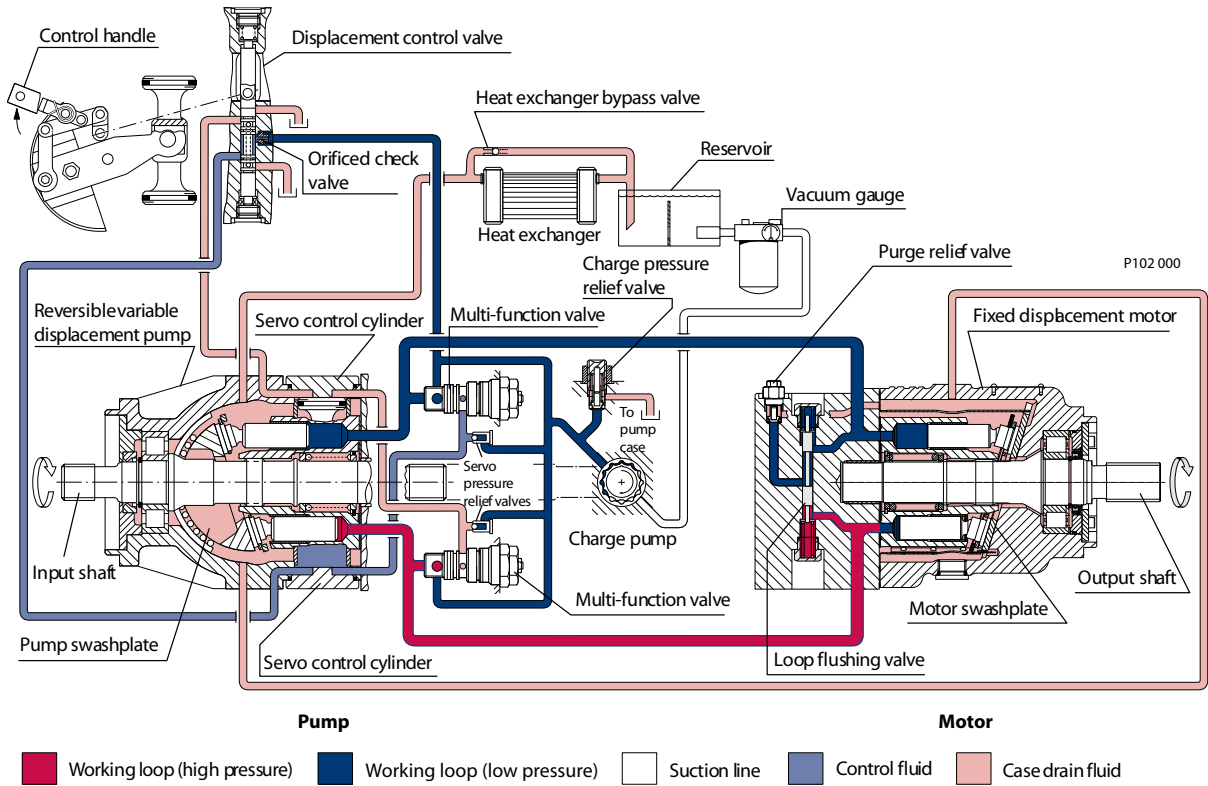 Control handle
Displacement control valve
Heat exchanger bypass valve
Reservoir
Orificed check
valve
Vacuum gauge
Heat exchanger
Purge relief valve
Charge pressure
relief valve
P102 000
Reversible variable
displacement pump
Servo control cylinder
Multi-function valve
Fixed displacement motor
To
pump
case
Servo
pressure
relief valves
Charge pump
Input shaft
Output shaft
Multi-function valve
Motor swashplate
Pump swashplate
Servo control cylinder
Loop flushing valve
Pump
Motor
Working loop (high pressure)
Working loop (low pressure)
Suction line
Control fluid
Case drain fluid